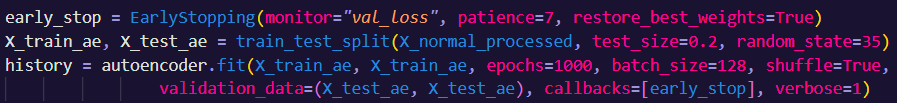 early_stop = EarlyStopping(monitor="val_loss", patience=7, restore_best_weights=True)
X_train_ae, X_test_ae = train_test_split(X_normal_processed, test_size=0.2, random_state=35)
history = autoencoder.fit(X_train_ae, X_train_ae, epochs=1000, batch_size=128, shuffle=True,
validation_data=(X_test_ae, X_test_ae), callbacks=[early_stop], verbose=1)